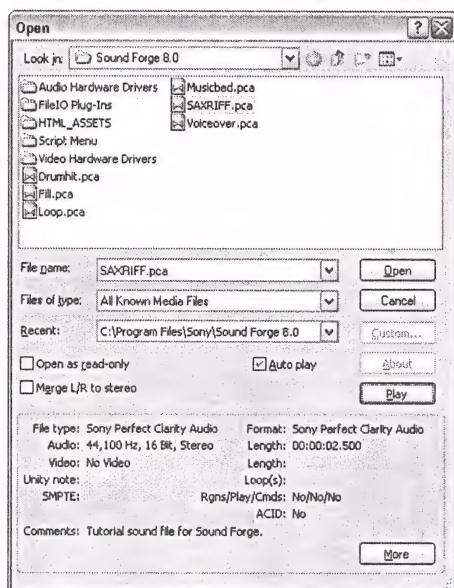 Open
Look in: Sound Forge 8.0
Audio Hardware Drivers
FileIO Plug-Ins
HTML_ASSETS
Script Menu
Video Hardware Drivers
Drumhit.pca
Fill.pca
Loop.pca
Musicbed.pca
SAXRIFF.pca
Voiceover.pca
File name: SAXRIFF.pca Open
Files of type: All Known Media Files Cancel
Recent: C:\Program Files\Sony\Sound Forge 8.0 Custom...
Open as read-only Auto play About
Merge L/R to stereo Play
File type: Sony Perfect Clarity Audio Format: Sony Perfect Clarity Audio
Audio: 44,100 Hz, 16 Bit, Stereo Length: 00:00:02.500
Video: No Video Length:
Unity note: Loop(s):
SMPTE: Rgns/Play/Cmds: No/No/No
ACID: No
Comments: Tutorial sound file for Sound Forge.
More